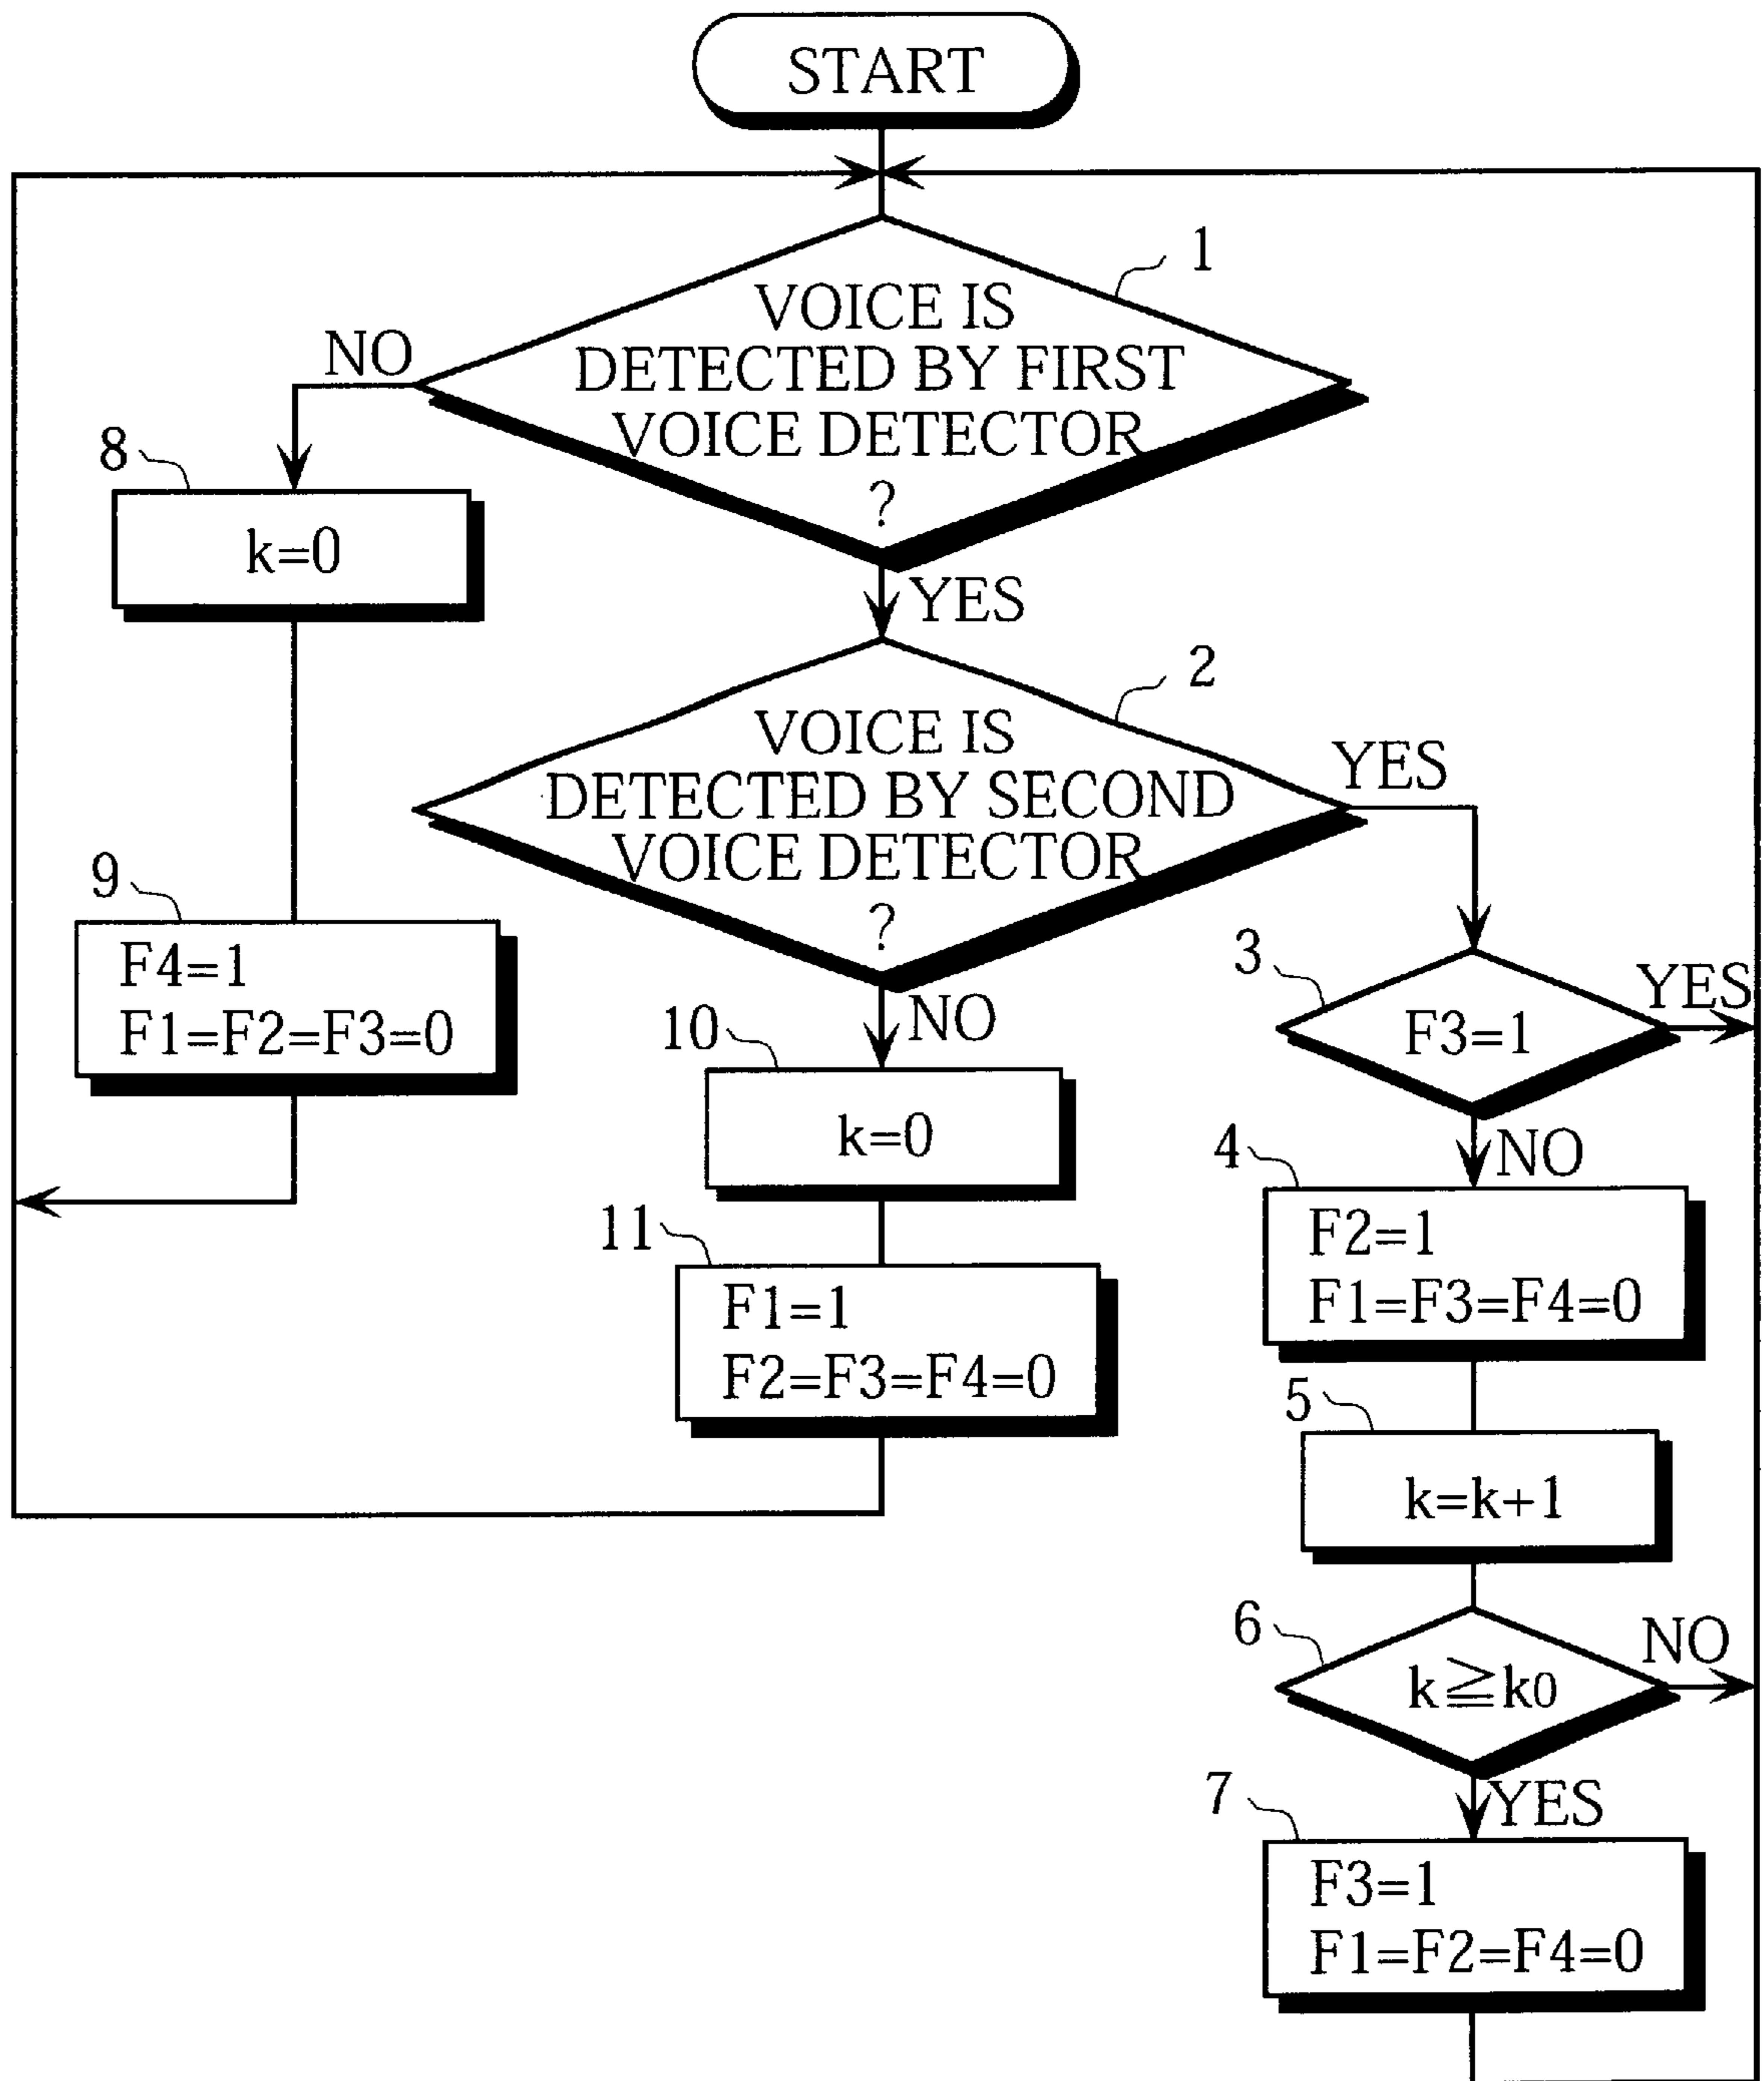 START
1
VOICE IS
DETECTED BY FIRST
VOICE DETECTOR
?
NO
8
k=0
YES
2
VOICE IS
DETECTED BY SECOND
VOICE DETECTOR
?
YES
9
F4=1
F1=F2=F3=0
3
F3=1
YES
NO
10
k=0
NO
4
F2=1
F1=F3=F4=0
11
F1=1
F2=F3=F4=0
5
k=k+1
6
k≧k0
NO
YES
7
F3=1
F1=F2=F4=0